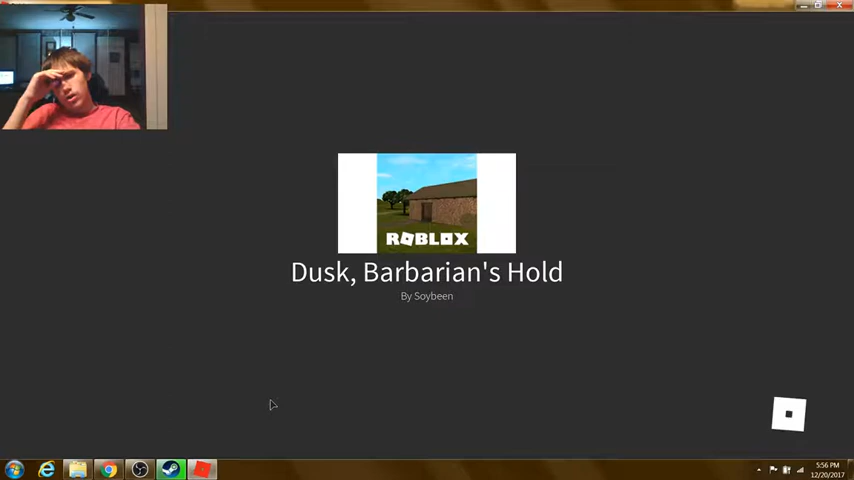 ROBLOX
Dusk, Barbarian's Hold
By Soybeen
5:56 PM
12/20/2017